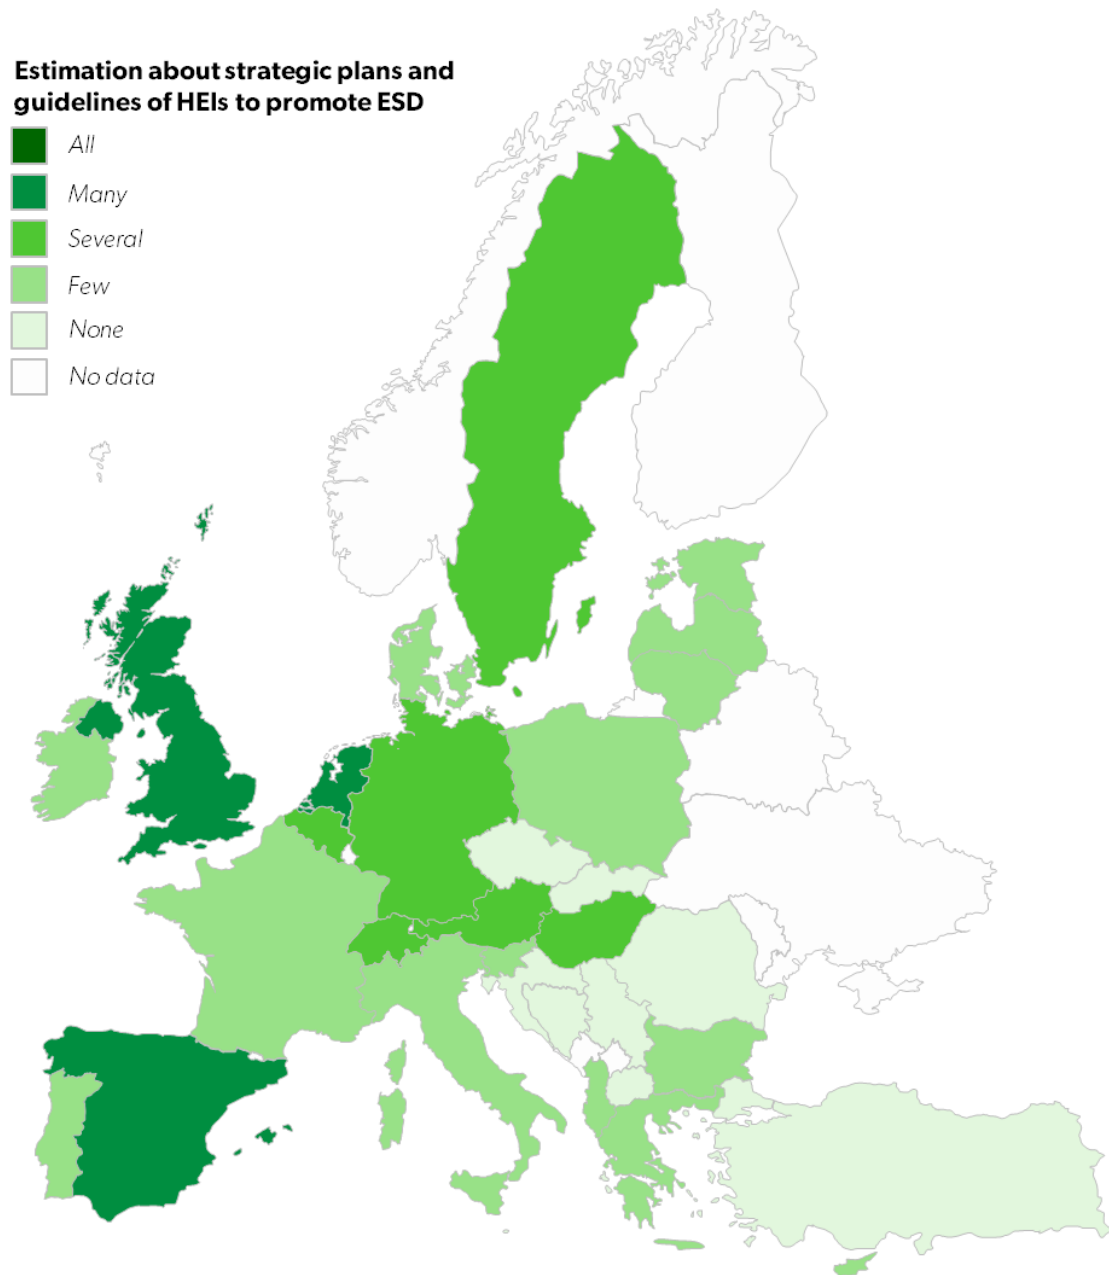 Estimation about strategic plans and
guidelines of HEIs to promote ESD
All
Many
Several
Few
None
No data